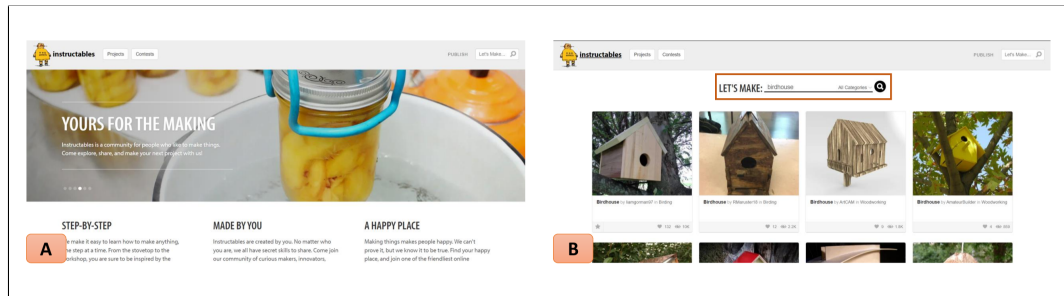 instructables Projects Contests PUBLISH Let's Make...
YOURS FOR THE MAKING
Instructables is a community for people who like to make things.
Come explore, share, and make your next project with us!
STEP-BY-STEP
make it easy to learn how to make anything,
step at a time. From the stovetop to the
workshop, you are sure to be inspired by the
MADE BY YOU
Instructables are created by you. No matter who
you are, we all have secret skills to share. Come join
our community of curious makers, innovators,
A HAPPY PLACE
Making things makes people happy. We can't
prove it, but we know it to be true. Find your happy
place, and join one of the friendliest online
A
instructables Projects Contests PUBLISH Let's Make...
LET'S MAKE: birdhouse All Categories
Birdhouse by in Birding
Birdhouse by in Birding
Birdhouse by ArtCAM in Woodworking
Birdhouse by AmateurBuilder in Woodworking
B